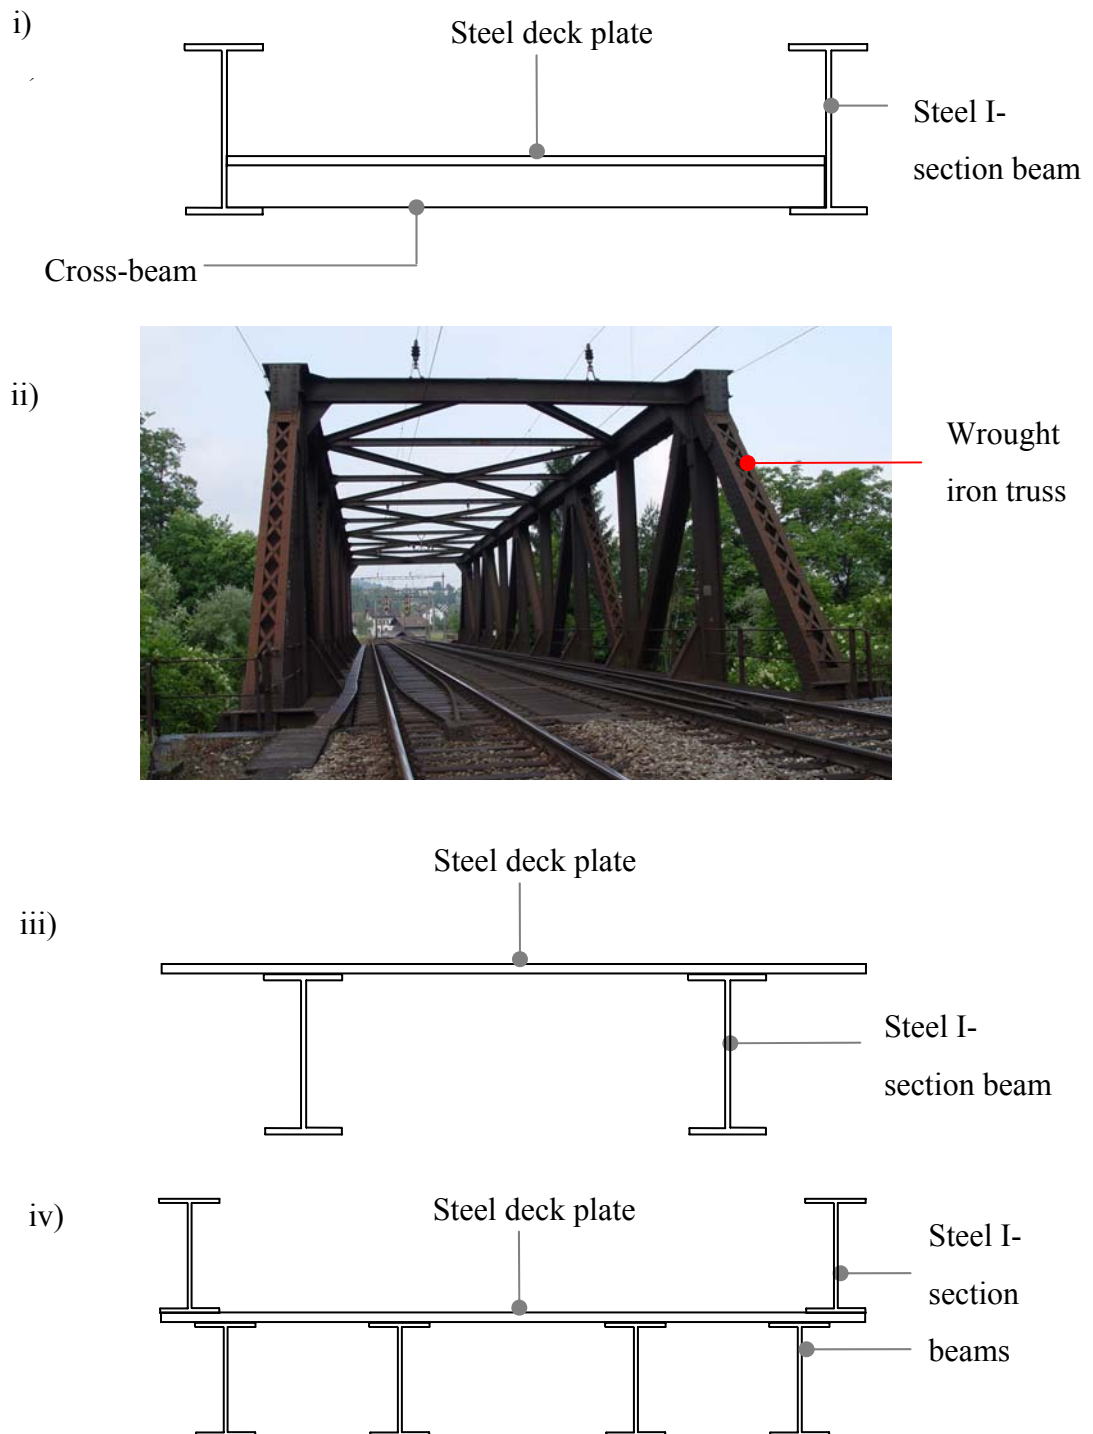 i)
Steel deck plate
Steel I-
section beam
Cross-beam
ii)
Wrought
iron truss
Steel deck plate
iii)
Steel I-
section beam
iv)
Steel deck plate
Steel I-
section
beams